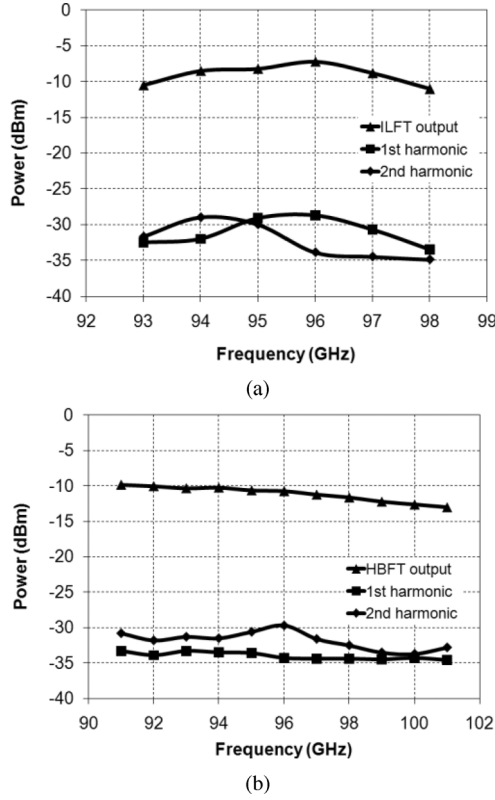 0
-5
-10
-15
-20
-25
-30
-35
-40
Power (dBm)
ILFT output
1st harmonic
2nd harmonic
92 93 94 95 96 97 98 99
Frequency (GHz)
(a)
0
-5
-10
-15
-20
-25
-30
-35
-40
Power (dBm)
HBFT output
1st harmonic
2nd harmonic
90 92 94 96 98 100 102
Frequency (GHz)
(b)